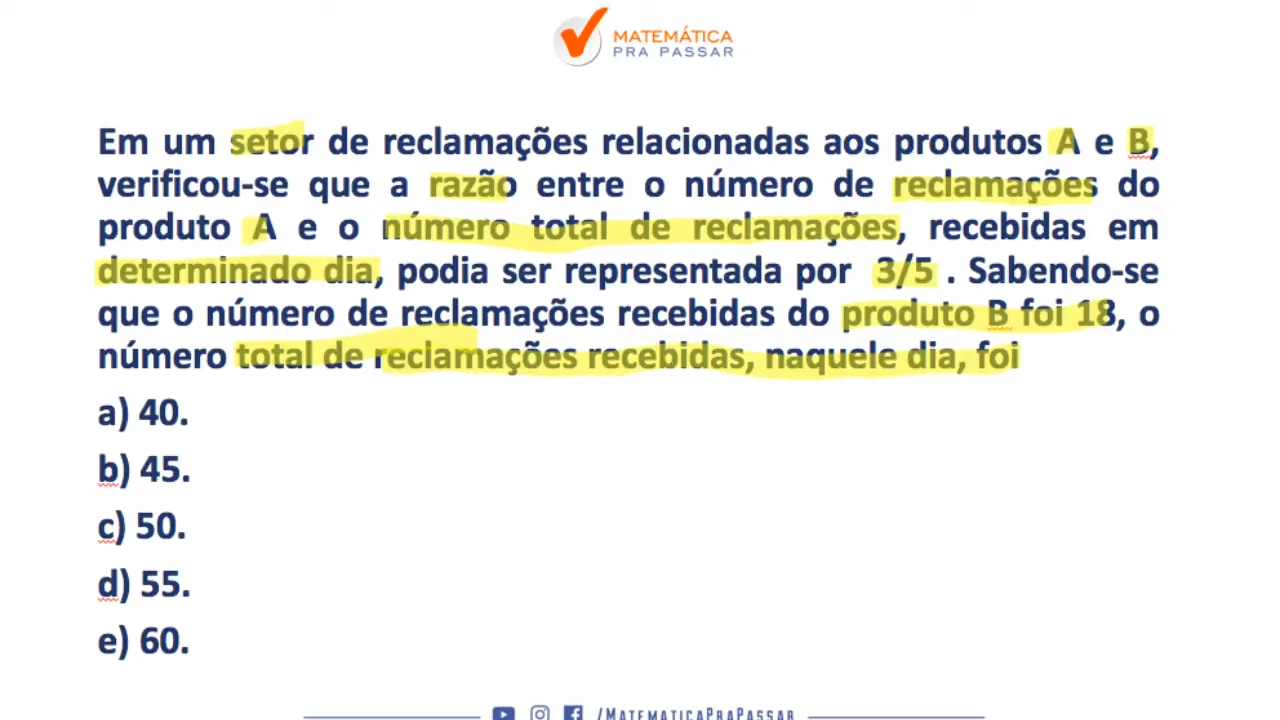 MATEMÁTICA
PRA PASSAR
Em um setor de reclamações relacionadas aos produtos A e B,
verificou-se que a razão entre o número de reclamações do
produto A e o número total de reclamações, recebidas em
determinado dia, podia ser representada por 3/5 . Sabendo-se
que o número de reclamações recebidas do produto B foi 18, o
número total de reclamações recebidas, naquele dia, foi
a) 40.
b) 45.
c) 50.
d) 55.
e) 60.
/MATEMATICAPRAPASSAR